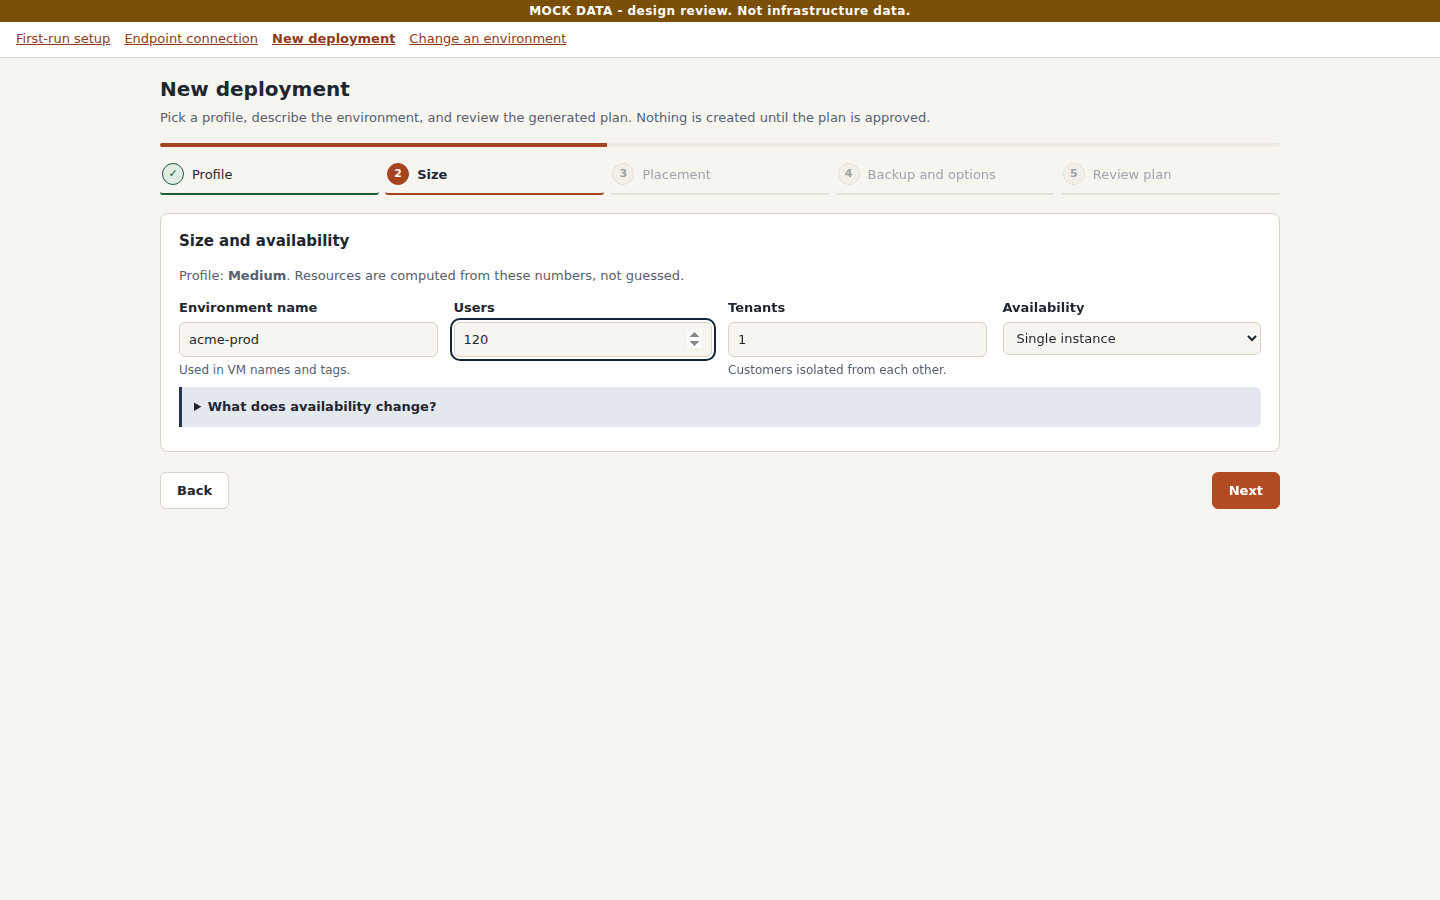 MOCK DATA - design review. Not infrastructure data.
First-run setup Endpoint connection New deployment Change an environment
New deployment
Pick a profile, describe the environment, and review the generated plan. Nothing is created until the plan is approved.
✓ Profile 2 Size 3 Placement 4 Backup and options 5 Review plan
Size and availability
Profile: Medium. Resources are computed from these numbers, not guessed.
Environment name Users Tenants Availability
acme-prod 120 1 Single instance
Used in VM names and tags. Customers isolated from each other.
What does availability change?
Back Next